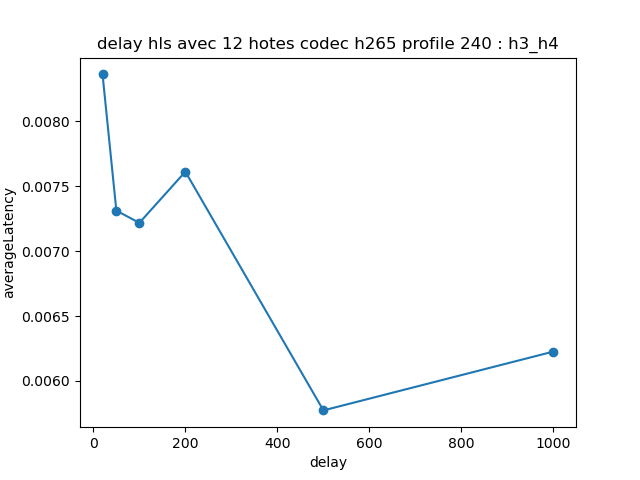 delay hls avec 12 hotes codec h265 profile 240 : h3_h4
averageLatency
0.0080
0.0075
0.0070
0.0065
0.0060
0 200 400 600 800 1000
delay